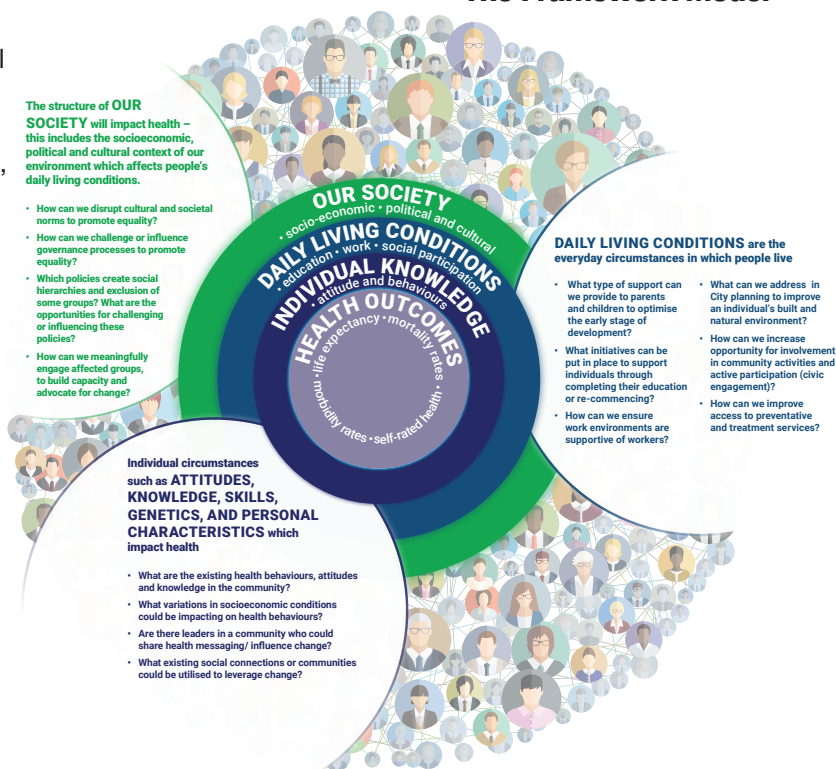 The Framework Model
l
,
The structure of OUR
SOCIETY will impact health –
this includes the socioeconomic,
political and cultural context of our
environment which affects people's
daily living conditions.
• How can we disrupt cultural and societal
norms to promote equality?
• How can we challenge or influence
governance processes to promote
equality?
• Which policies create social
hierarchies and exclusion of
some groups? What are the
opportunities for challenging
or influencing these
policies?
• How can we meaningfully
engage affected groups,
to build capacity and
advocate for change?
OUR SOCIETY
• socio-economic • political and cultural
DAILY LIVING CONDITIONS
• education • work • social participation
INDIVIDUAL KNOWLEDGE
• attitude and behaviours
HEALTH OUTCOMES
• life expectancy • mortality rates
• morbidity rates • self-rated health •
DAILY LIVING CONDITIONS are the
everyday circumstances in which people live
• What type of support can
we provide to parents
and children to optimise
the early stage of
development?
• What initiatives can be
put in place to support
individuals through
completing their education
or re-commencing?
• How can we ensure
work environments are
supportive of workers?
• What can we address in
City planning to improve
an individual's built and
natural environment?
• How can we increase
opportunity for involvement
in community activities and
active participation (civic
engagement)?
• How can we improve
access to preventative
and treatment services?
Individual circumstances
such as ATTITUDES,
KNOWLEDGE, SKILLS,
GENETICS, AND PERSONAL
CHARACTERISTICS which
impact health
• What are the existing health behaviours, attitudes
and knowledge in the community?
• What variations in socioeconomic conditions
could be impacting on health behaviours?
• Are there leaders in a community who could
share health messaging/ influence change?
• What existing social connections or communities
could be utilised to leverage change?